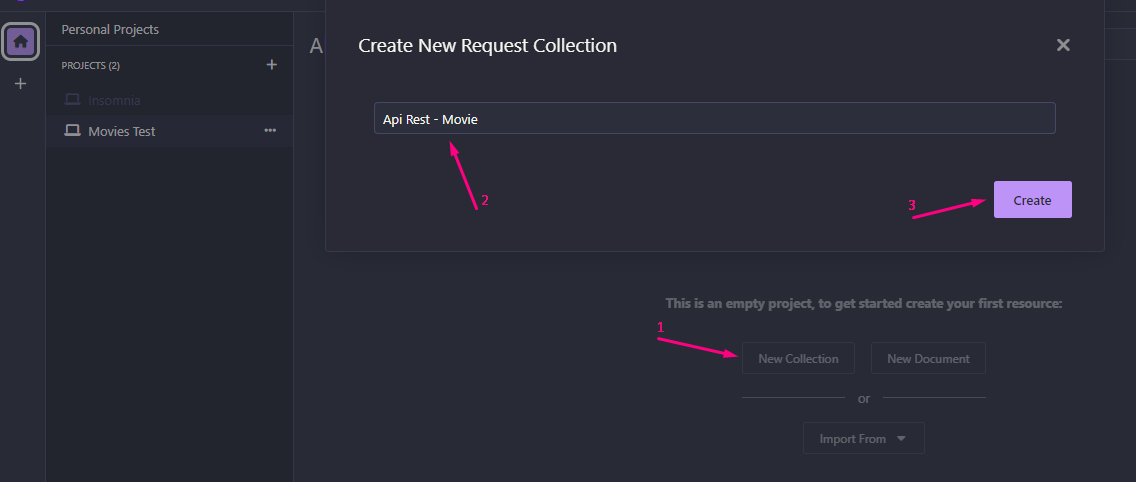 Personal Projects
PROJECTS (2)
Insomnia
Movies Test
Create New Request Collection
Api Rest - Movie
2
3
Create
This is an empty project, to get started create your first resource:
1
New Collection
New Document
or
Import From